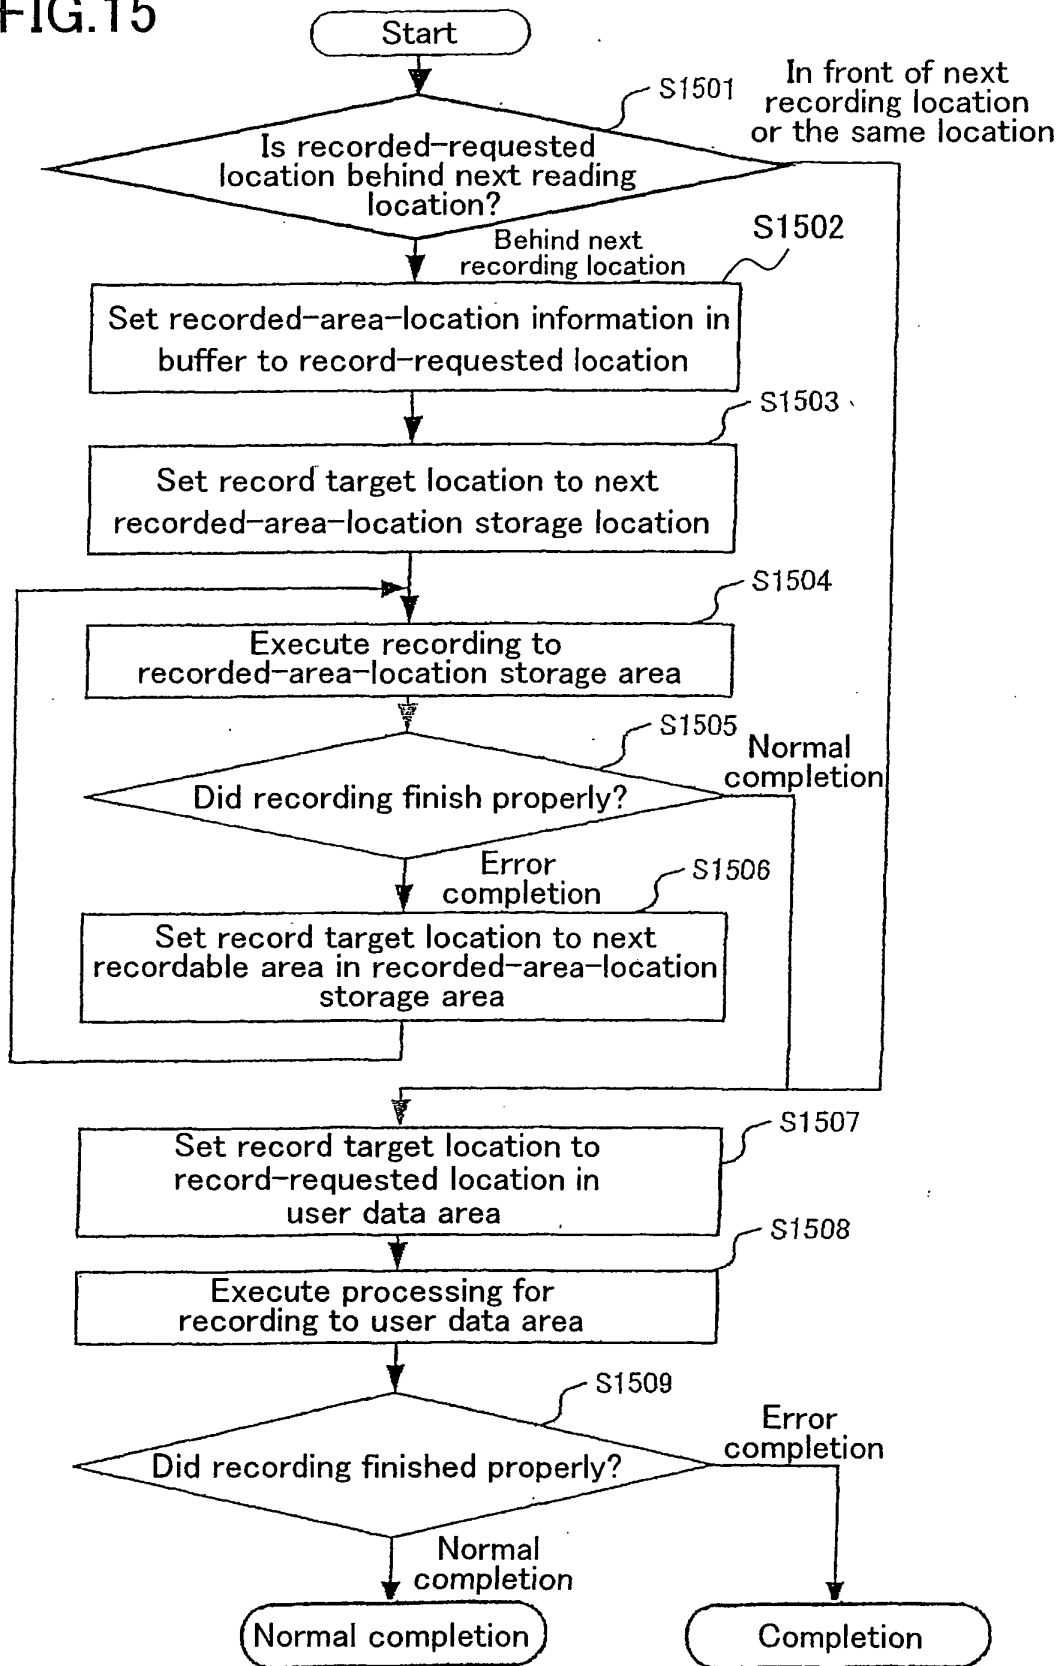 FIG.15
Start
S1501
In front of next
recording location
or the same location
Is recorded-requested
location behind next reading
location?
Behind next
recording location
S1502
Set recorded-area-location information in
buffer to record-requested location
S1503
Set record target location to next
recorded-area-location storage location
S1504
Execute recording to
recorded-area-location storage area
S1505
Normal
completion
Did recording finish properly?
Error
completion
S1506
Set record target location to next
recordable area in recorded-area-location
storage area
S1507
Set record target location to
record-requested location in
user data area
S1508
Execute processing for
recording to user data area
S1509
Error
completion
Did recording finished properly?
Normal
completion
Normal completion
Completion